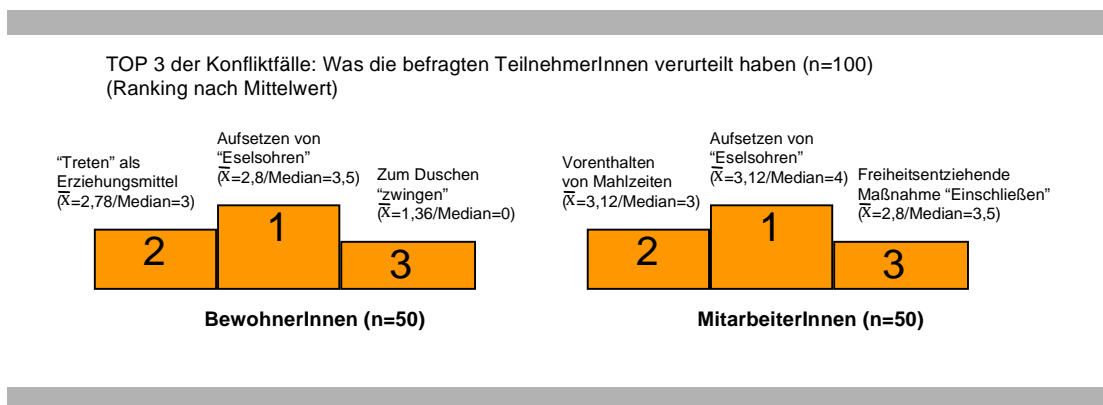 TOP 3 der Konfliktfälle: Was die befragten TeilnehmerInnen verurteilt haben (n=100)
(Ranking nach Mittelwert)
“Treten” als
Erziehungsmittel
(x̅=2,78/Median=3)
Aufsetzen von
“Eselsohren”
(x̅=2,8/Median=3,5)
Zum Duschen
“zwingen”
(x̅=1,36/Median=0)
2
1
3
BewohnerInnen (n=50)
Vorenthalten
von Mahlzeiten
(x̅=3,12/Median=3)
Aufsetzen von
“Eselsohren”
(x̅=3,12/Median=4)
Freiheitsentziehende
Maßnahme “Einschließen”
(x̅=2,8/Median=3,5)
2
1
3
MitarbeiterInnen (n=50)